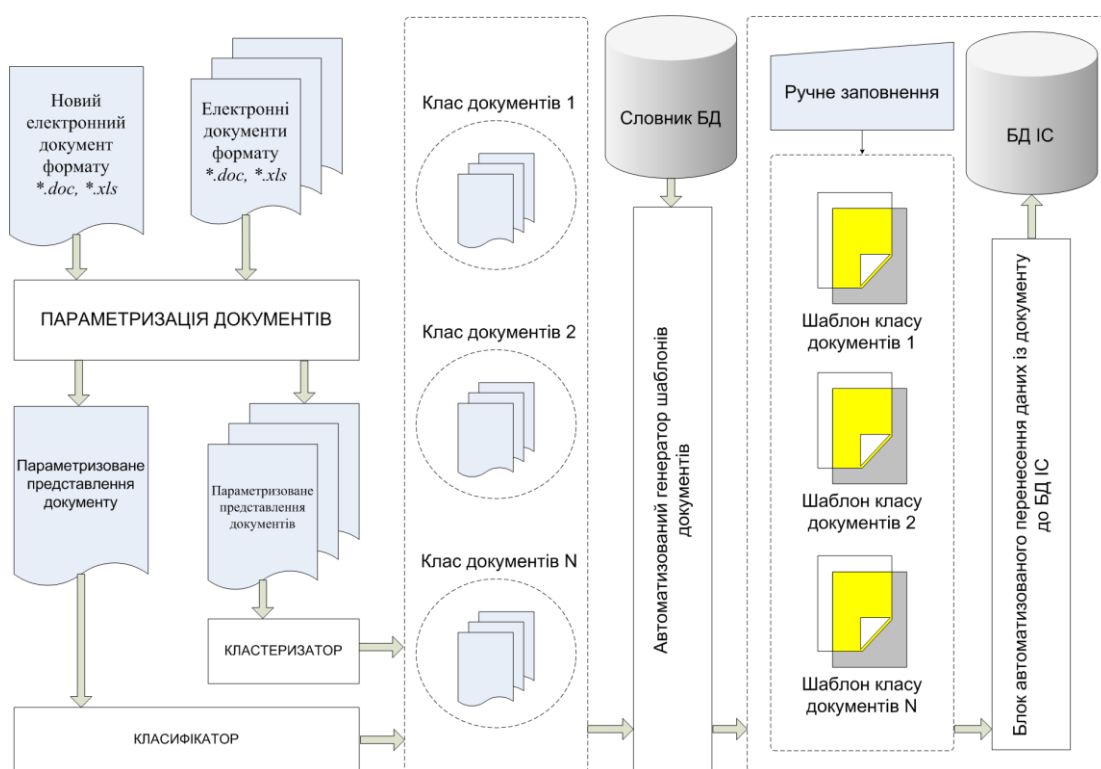 Новий
електронний
документ
формату
*.doc, *.xls
Електронні
документи
формату
*.doc, *.xls
ПАРАМЕТРИЗАЦІЯ ДОКУМЕНТІВ
Параметризоване
представлення
документу
Параметризоване
представлення
документів
КЛАСТЕРИЗАТОР
КЛАСИФІКАТОР
Клас документів 1
Клас документів 2
Клас документів N
Словник БД
Автоматизований генератор шаблонів
документів
Ручне заповнення
Шаблон класу
документів 1
Шаблон класу
документів 2
Шаблон класу
документів N
БД ІС
Блок автоматизованого перенесення даних із документу
до БД ІС